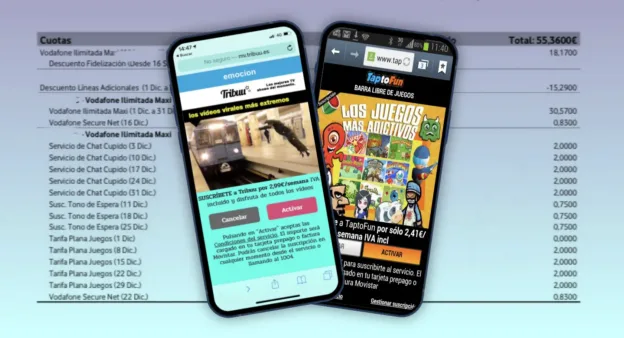 Cuotas
Total: 55,3600€
Vodafone Ilimitada Ma
18,1700
Descuento Fidelización (Desde 16
Descuento Líneas Adicionales (1 Dic. a
-15,2900
Vodafone Ilimitada Maxi
Vodafone Ilimitada Maxi (1 Dic. a 31 D
30,5700
Vodafone Secure Net (16 Dic.)
0,8300
Vodafone Ilimitada Maxi
Servicio de Chat Cupido (3 Dic.)
2,0000
Servicio de Chat Cupido (10 Dic.)
2,0000
Servicio de Chat Cupido (17 Dic.)
2,0000
Servicio de Chat Cupido (24 Dic.)
2,0000
Servicio de Chat Cupido (31 Dic.)
2,0000
Susc. Tono de Espera (11 Dic.)
0,7500
Susc. Tono de Espera (18 Dic.)
0,7500
Susc. Tono de Espera (25 Dic.)
0,7500
Tarifa Plana Juegos (1 Dic.)
0,0000
Tarifa Plana Juegos (8 Dic.)
2,0000
Tarifa Plana Juegos (15 Dic.)
2,0000
Tarifa Plana Juegos (22 Dic.)
2,0000
Tarifa Plana Juegos (29 Dic.)
2,0000
Vodafone Secure Net (22 Dic.)
0,8300
14:47
4G
Buscar
No seguro — mv.tribuu.es
emocion
Tribuu
Los mejores TV
shows del momento.
los videos virales más extremos
SUSCRÍBETE a Tribuu por 2,99€/semana IVA
incluido y disfruta de todos los vídeos
Cancelar
Activar
Pulsando en "Activar" aceptas las
Condiciones del servicio. El importe será
cargado en tu tarjeta prepago o factura
Movistar. Podrás cancelar la suscripción en
cualquier momento desde el servicio o
llamando al 1004.
11:40
www.tap
TaptoFun
BARRA LIBRE DE JUEGOS
LOS JUEGOS
MÁS ADICTIVOS
e a TaptoFun por sólo 2,41€/
semana IVA incl
ACTIVAR
para suscribirte al servicio. El
gado en tu tarjeta prepago o
ura Movistar
Gestionar suscripció